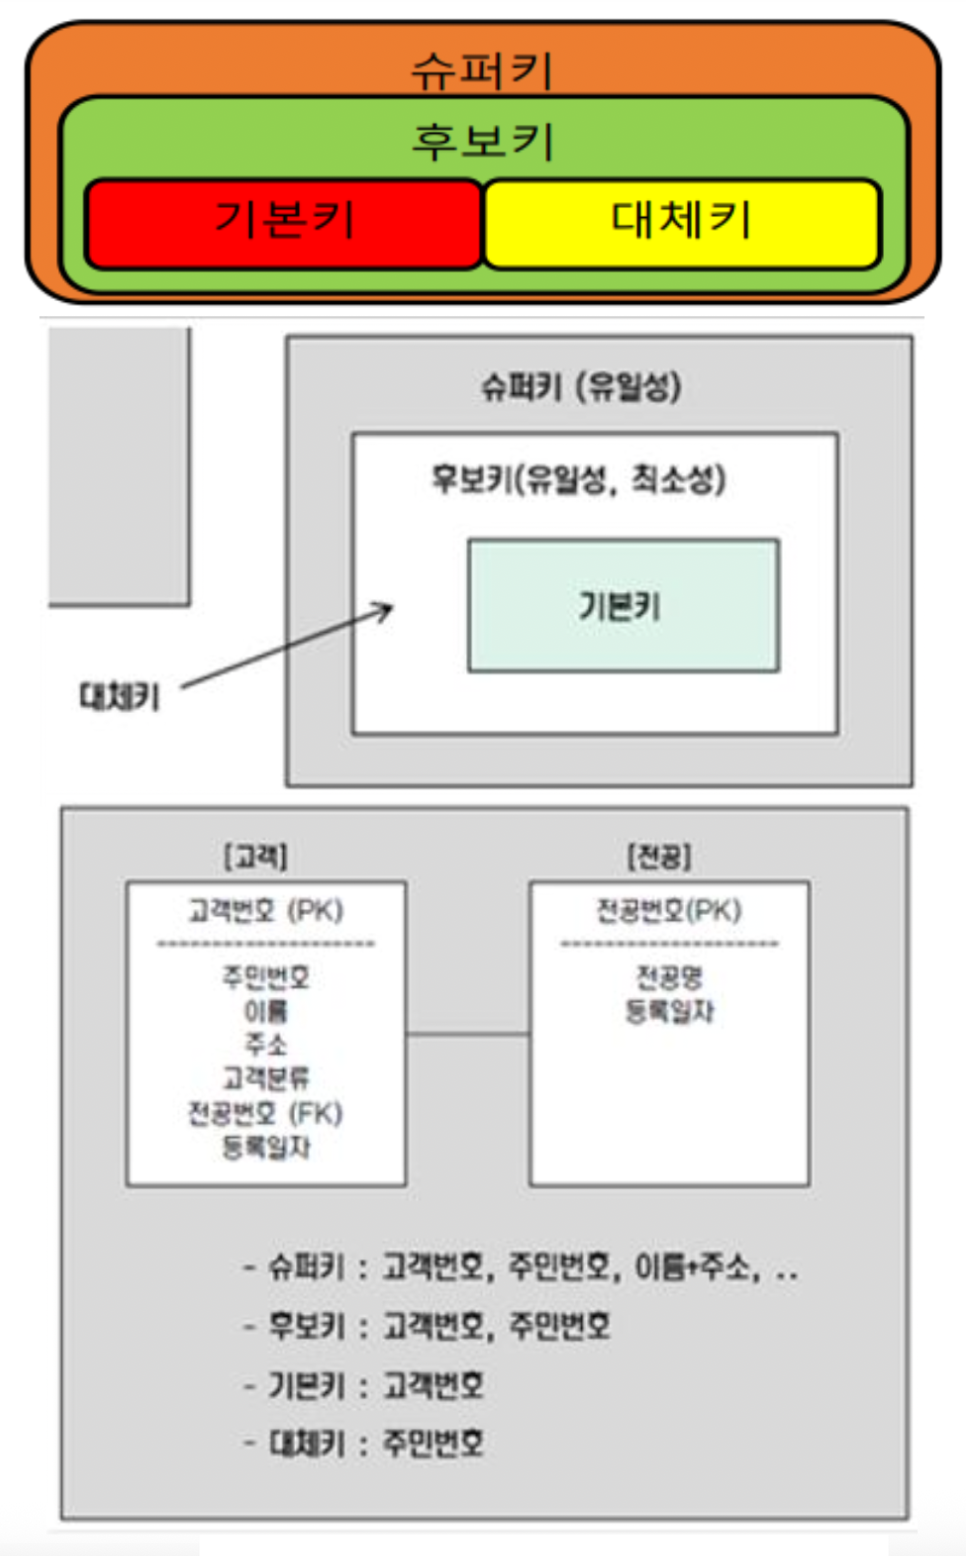 슈퍼키
후보키
기본키
대체키
슈퍼키 (유일성)
후보키(유일성, 최소성)
기본키
대체키
[고객]
고객번호 (PK)
--------------------
주민번호
이름
주소
고객분류
전공번호 (FK)
등록일자
[전공]
전공번호(PK)
--------------------
전공명
등록일자
- 슈퍼키 : 고객번호, 주민번호, 이름+주소, ..
- 후보키 : 고객번호, 주민번호
- 기본키 : 고객번호
- 대체키 : 주민번호